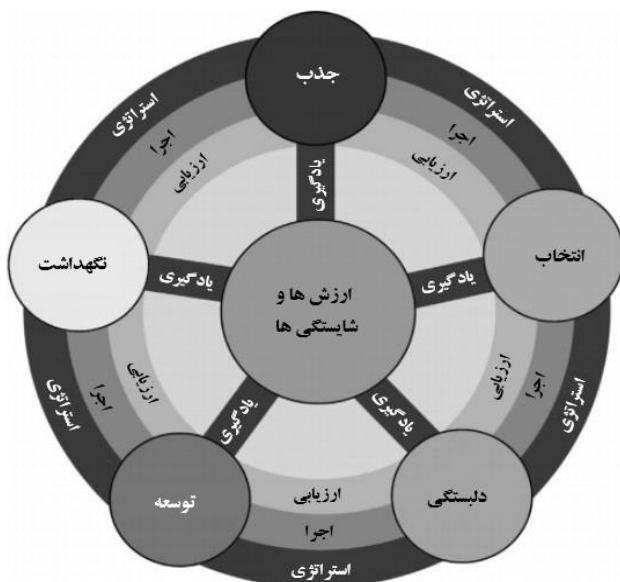 جذب
استراتژی
اجرا
ارزیابی
یادگیری
انتخاب
یادگیری
استراتژی
اجرا
ارزیابی
دلبستگی
یادگیری
استراتژی
اجرا
ارزیابی
توسعه
یادگیری
استراتژی
اجرا
ارزیابی
نگهداشت
یادگیری
استراتژی
اجرا
ارزیابی
ارزش ها و
شایستگی ها